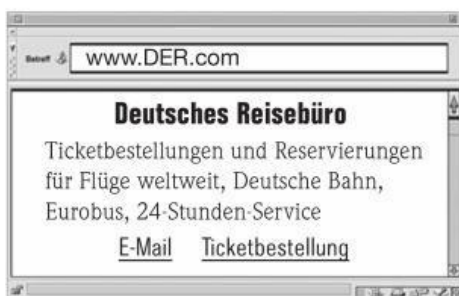 Betreff www.DER.com
Deutsches Reisebüro
Ticketbestellungen und Reservierungen
für Flüge weltweit, Deutsche Bahn,
Eurobus, 24-Stunden-Service
E-Mail Ticketbestellung